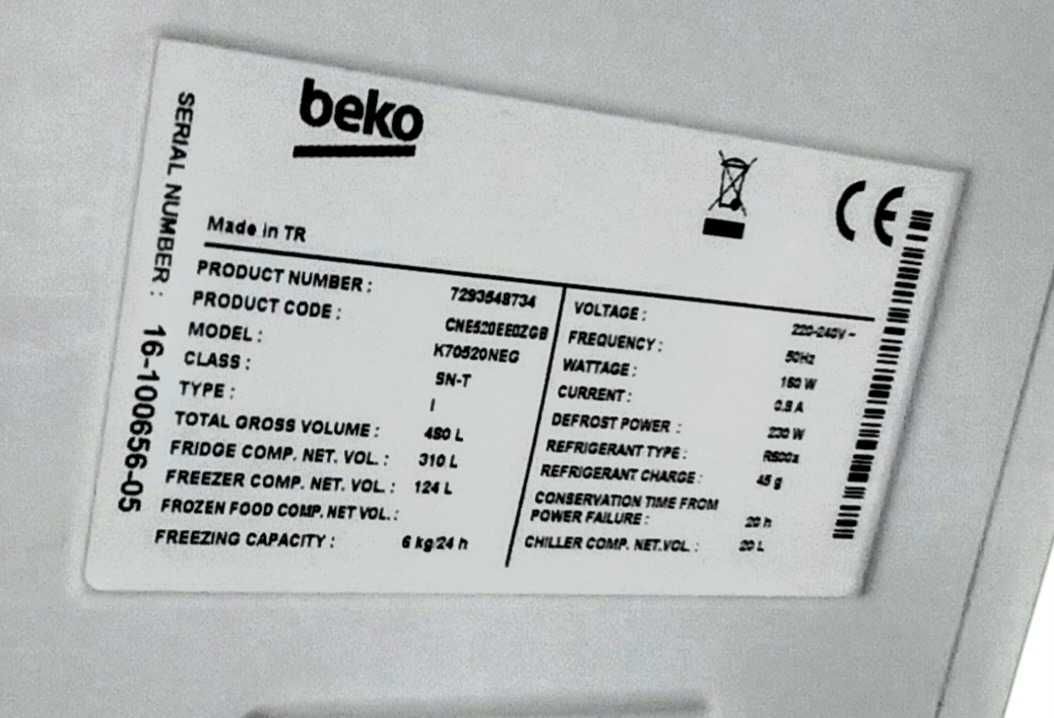 beko
SERIAL NUMBER : 16-100656-05
Made in TR
PRODUCT NUMBER : 7293548734
PRODUCT CODE : CNE520EE0ZGB
MODEL : K70520NEG
CLASS : SN-T
TYPE : I
TOTAL GROSS VOLUME : 480 L
FRIDGE COMP. NET. VOL. : 310 L
FREEZER COMP. NET. VOL. : 124 L
FROZEN FOOD COMP. NET VOL. :
FREEZING CAPACITY : 6 kg/24 h
VOLTAGE : 220-240V ~
FREQUENCY : 50Hz
WATTAGE : 160 W
CURRENT :
DEFROST POWER : 230 W
REFRIGERANT TYPE : R600a
REFRIGERANT CHARGE : 45 g
CONSERVATION TIME FROM
POWER FAILURE : 20 h
CHILLER COMP. NET.VOL. : 20 L
CE